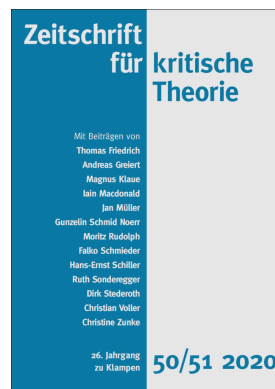 Zeitschrift
für kritische
Theorie
Mit Beiträgen von
Thomas Friedrich
Andreas Greiert
Magnus Klaue
Iain Macdonald
Jan Müller
Gunzelin Schmid Noerr
Moritz Rudolph
Falko Schmieder
Hans-Ernst Schiller
Ruth Sonderegger
Dirk Stederoth
Christian Voller
Christine Zunke
26. Jahrgang
zu Klampen
50/51 2020